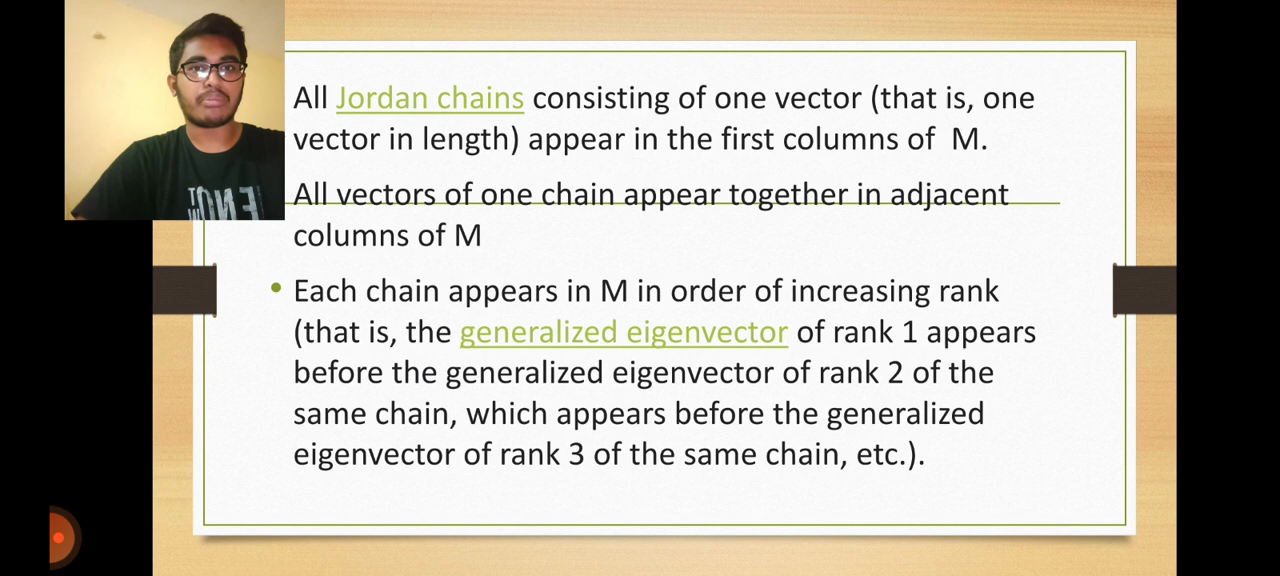 All Jordan chains consisting of one vector (that is, one
vector in length) appear in the first columns of M.
All vectors of one chain appear together in adjacent
columns of M
• Each chain appears in M in order of increasing rank
(that is, the generalized eigenvector of rank 1 appears
before the generalized eigenvector of rank 2 of the
same chain, which appears before the generalized
eigenvector of rank 3 of the same chain, etc.).